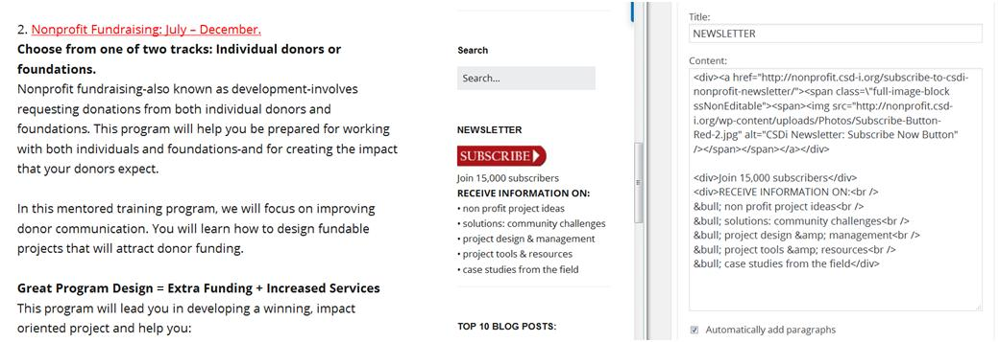 2. Nonprofit Fundraising: July – December.
Choose from one of two tracks: Individual donors or
foundations.
Nonprofit fundraising-also known as development-involves
requesting donations from both individual donors and
foundations. This program will help you be prepared for working
with both individuals and foundations-and for creating the impact
that your donors expect.
In this mentored training program, we will focus on improving
donor communication. You will learn how to design fundable
projects that will attract donor funding.
Great Program Design = Extra Funding + Increased Services
This program will lead you in developing a winning, impact
oriented project and help you:
Search
Search...
NEWSLETTER
SUBSCRIBE
Join 15,000 subscribers
RECEIVE INFORMATION ON:
• non profit project ideas
• solutions: community challenges
• project design & management
• project tools & resources
• case studies from the field
TOP 10 BLOG POSTS:
Title:
NEWSLETTER
Content:
<div><a href="http://nonprofit.csd-i.org/subscribe-to-csdi-
nonprofit-newsletter/"><span class=\"full-image-block
ssNonEditable"><span><img src="http://nonprofit.csd-
i.org/wp-content/uploads/Photos/Subscribe-Button-
Red-2.jpg" alt="CSDi Newsletter: Subscribe Now Button"
/></span></span></a></div>
<div>Join 15,000 subscribers</div>
<div>RECEIVE INFORMATION ON:<br />
&bull; non profit project ideas<br />
&bull; solutions: community challenges<br />
&bull; project design &amp; management<br />
&bull; project tools &amp; resources<br />
&bull; case studies from the field</div>
Automatically add paragraphs